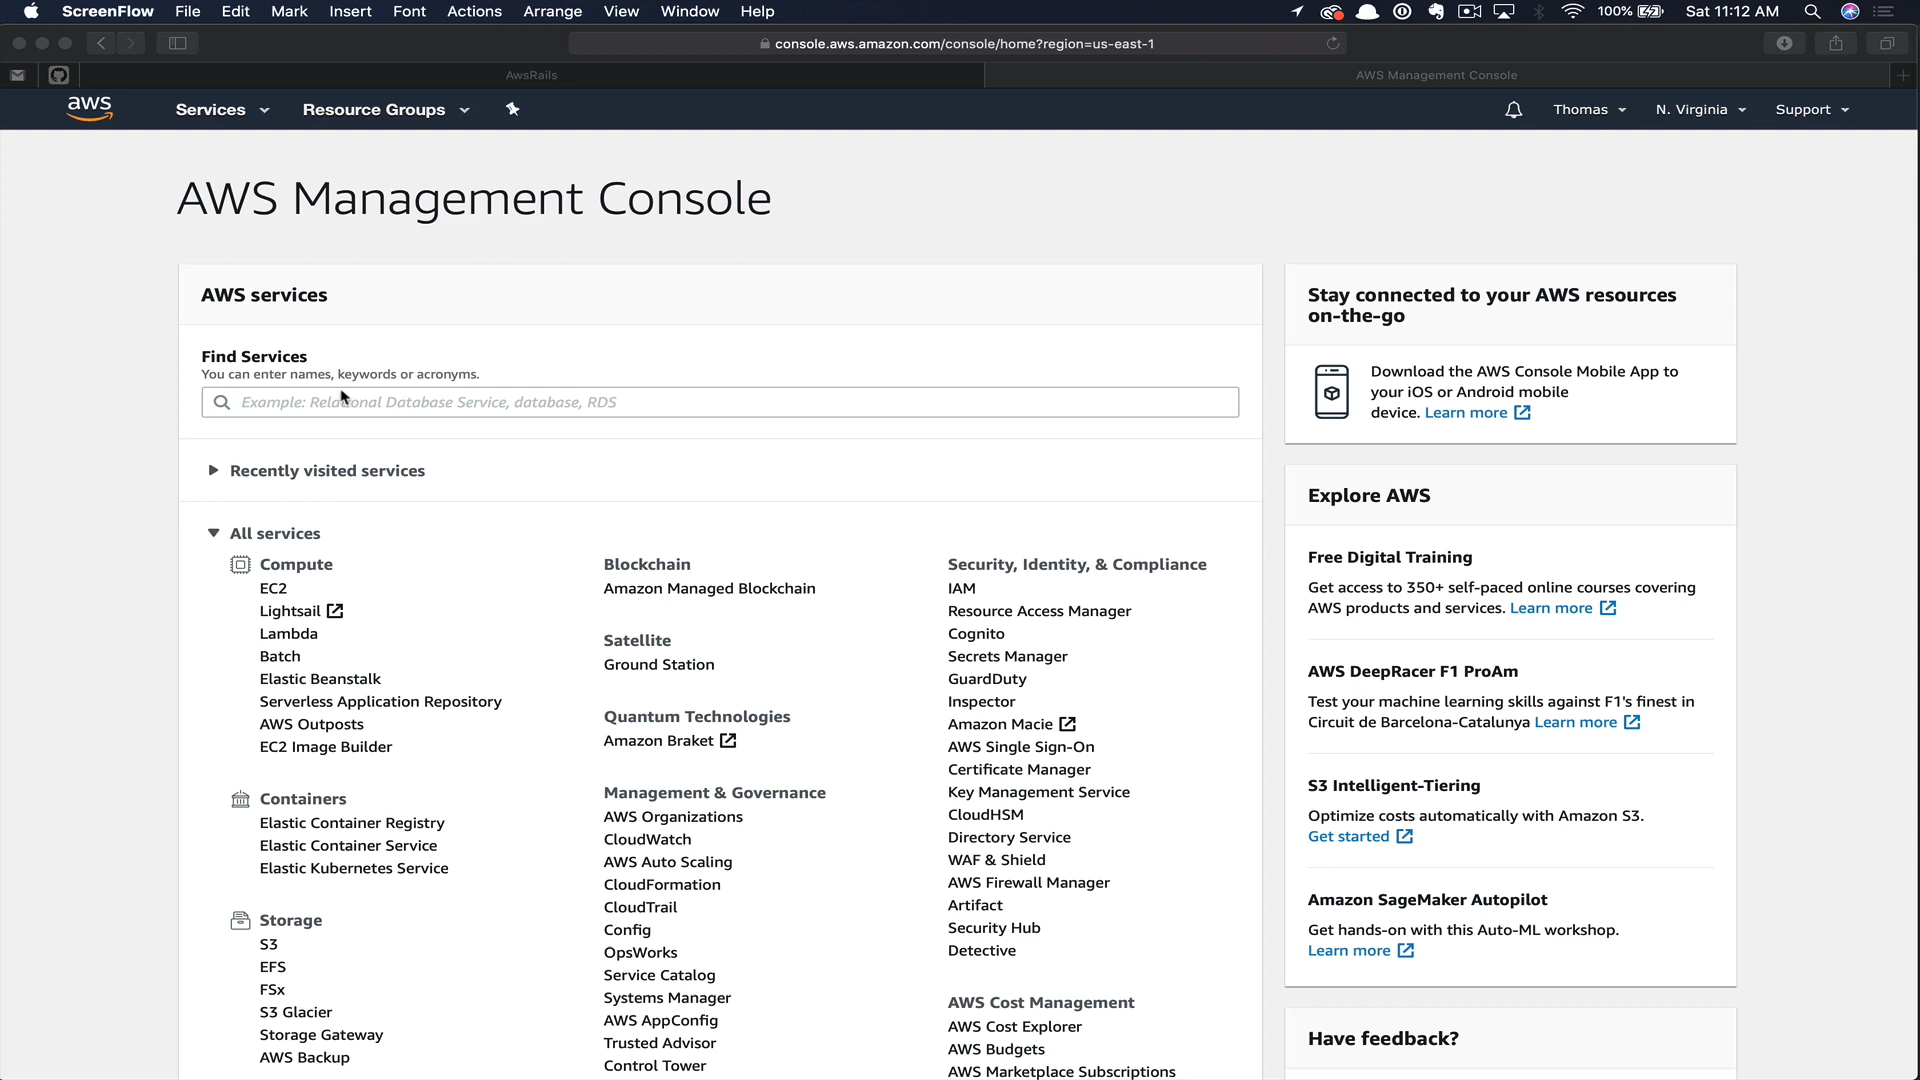 ScreenFlow File Edit Mark Insert Font Actions Arrange View Window Help
100% Sat 11:12 AM
console.aws.amazon.com/console/home?region=us-east-1
AwsRails
AWS Management Console
aws Services Resource Groups
Thomas N. Virginia Support
AWS Management Console
AWS services
Find Services
You can enter names, keywords or acronyms.
Example: Relational Database Service, database, RDS
Recently visited services
All services
Compute
EC2
Lightsail
Lambda
Batch
Elastic Beanstalk
Serverless Application Repository
AWS Outposts
EC2 Image Builder
Containers
Elastic Container Registry
Elastic Container Service
Elastic Kubernetes Service
Storage
S3
EFS
FSx
S3 Glacier
Storage Gateway
AWS Backup
Blockchain
Amazon Managed Blockchain
Satellite
Ground Station
Quantum Technologies
Amazon Braket
Management & Governance
AWS Organizations
CloudWatch
AWS Auto Scaling
CloudFormation
CloudTrail
Config
OpsWorks
Service Catalog
Systems Manager
AWS AppConfig
Trusted Advisor
Control Tower
Security, Identity, & Compliance
IAM
Resource Access Manager
Cognito
Secrets Manager
GuardDuty
Inspector
Amazon Macie
AWS Single Sign-On
Certificate Manager
Key Management Service
CloudHSM
Directory Service
WAF & Shield
AWS Firewall Manager
Artifact
Security Hub
Detective
AWS Cost Management
AWS Cost Explorer
AWS Budgets
AWS Marketplace Subscriptions
Stay connected to your AWS resources
on-the-go
Download the AWS Console Mobile App to
your iOS or Android mobile
device. Learn more
Explore AWS
Free Digital Training
Get access to 350+ self-paced online courses covering
AWS products and services. Learn more
AWS DeepRacer F1 ProAm
Test your machine learning skills against F1's finest in
Circuit de Barcelona-Catalunya Learn more
S3 Intelligent-Tiering
Optimize costs automatically with Amazon S3.
Get started
Amazon SageMaker Autopilot
Get hands-on with this Auto-ML workshop.
Learn more
Have feedback?